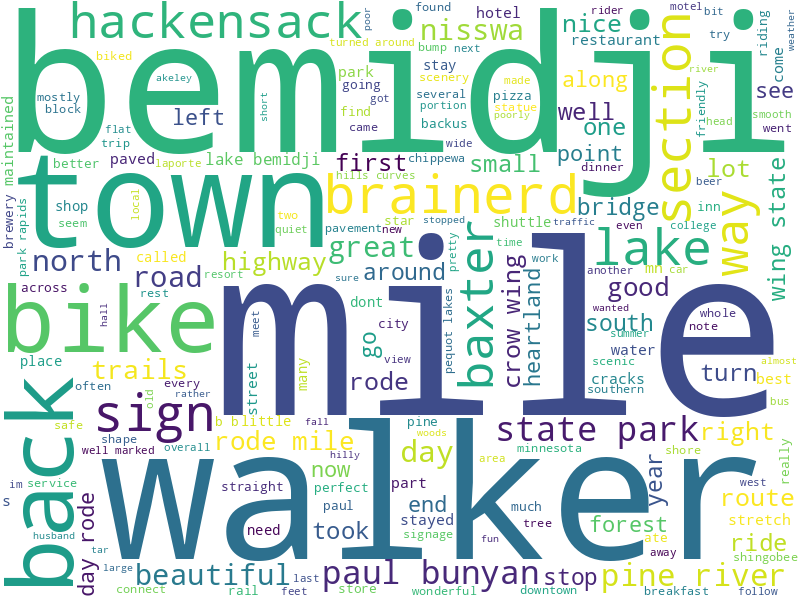 hackensack
poor
found
hotel
rider
almond
bit
weather
bemidji
biked
turned around
nisswa
nice
restaurant
section
try
riding
come
akeley
bump
next
scenery
made
mostly
block
short
left
park
going
stay
several
portion
pizza
statue
poorly
along
see
river
friendly
head
smooth
went
flat
trip
find
got
came
backus
wide
well
one
maintained
brewery
town
better
paved
laporte
lake bemidji
first
chippewa
small
dinner
point
lot
wing state
park rapids
shop
seem
local
hills curves
two
quiet
brainerd
star
shuttle
bridge
inn
beer
college
way
north
called
pavement
new
stopped
traffic
even
great
time
work
lake
across
road
highway
resort
rest
around
sure
pretty
baxter
another
mn
car
good
mile
bike
hall
meet
dont
city
view
go
pequot lakes
crow wing
heartland
south
summer
wanted
whole
note
place
trails
street
many
rode
water
scenic
southern
cracks
turn
best
almost
bus
often
every
rather
old
back
sign
safe
b blittle
fall
pine
state park
right
shore
really
well marked
shape
overall
rode mile
hilly
woods
day
minnesota
walker
im
service
s
straight
now
perfect
paul
part
area
year
west
route
stretch
husband
day rode
need
took
end
stayed
signage
much
tree
fun
forest
ate
away
ride
shingobee
tar
large
beautiful
last
paul bunyan
stop
pine river
connect
rail
feet
store
wonderful
downtown
breakfast
follow